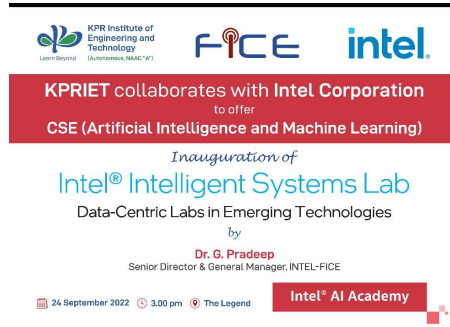 KPR Institute of
Engineering and
Technology
Learn Beyond (Autonomous, NAAC "A")
FICE
intel.
KPRIET collaborates with Intel Corporation
to offer
CSE (Artificial Intelligence and Machine Learning)
Inauguration of
Intel® Intelligent Systems Lab
Data-Centric Labs in Emerging Technologies
by
Dr. G. Pradeep
Senior Director & General Manager, INTEL-FICE
24 September 2022 3.00 pm The Legend
Intel® AI Academy